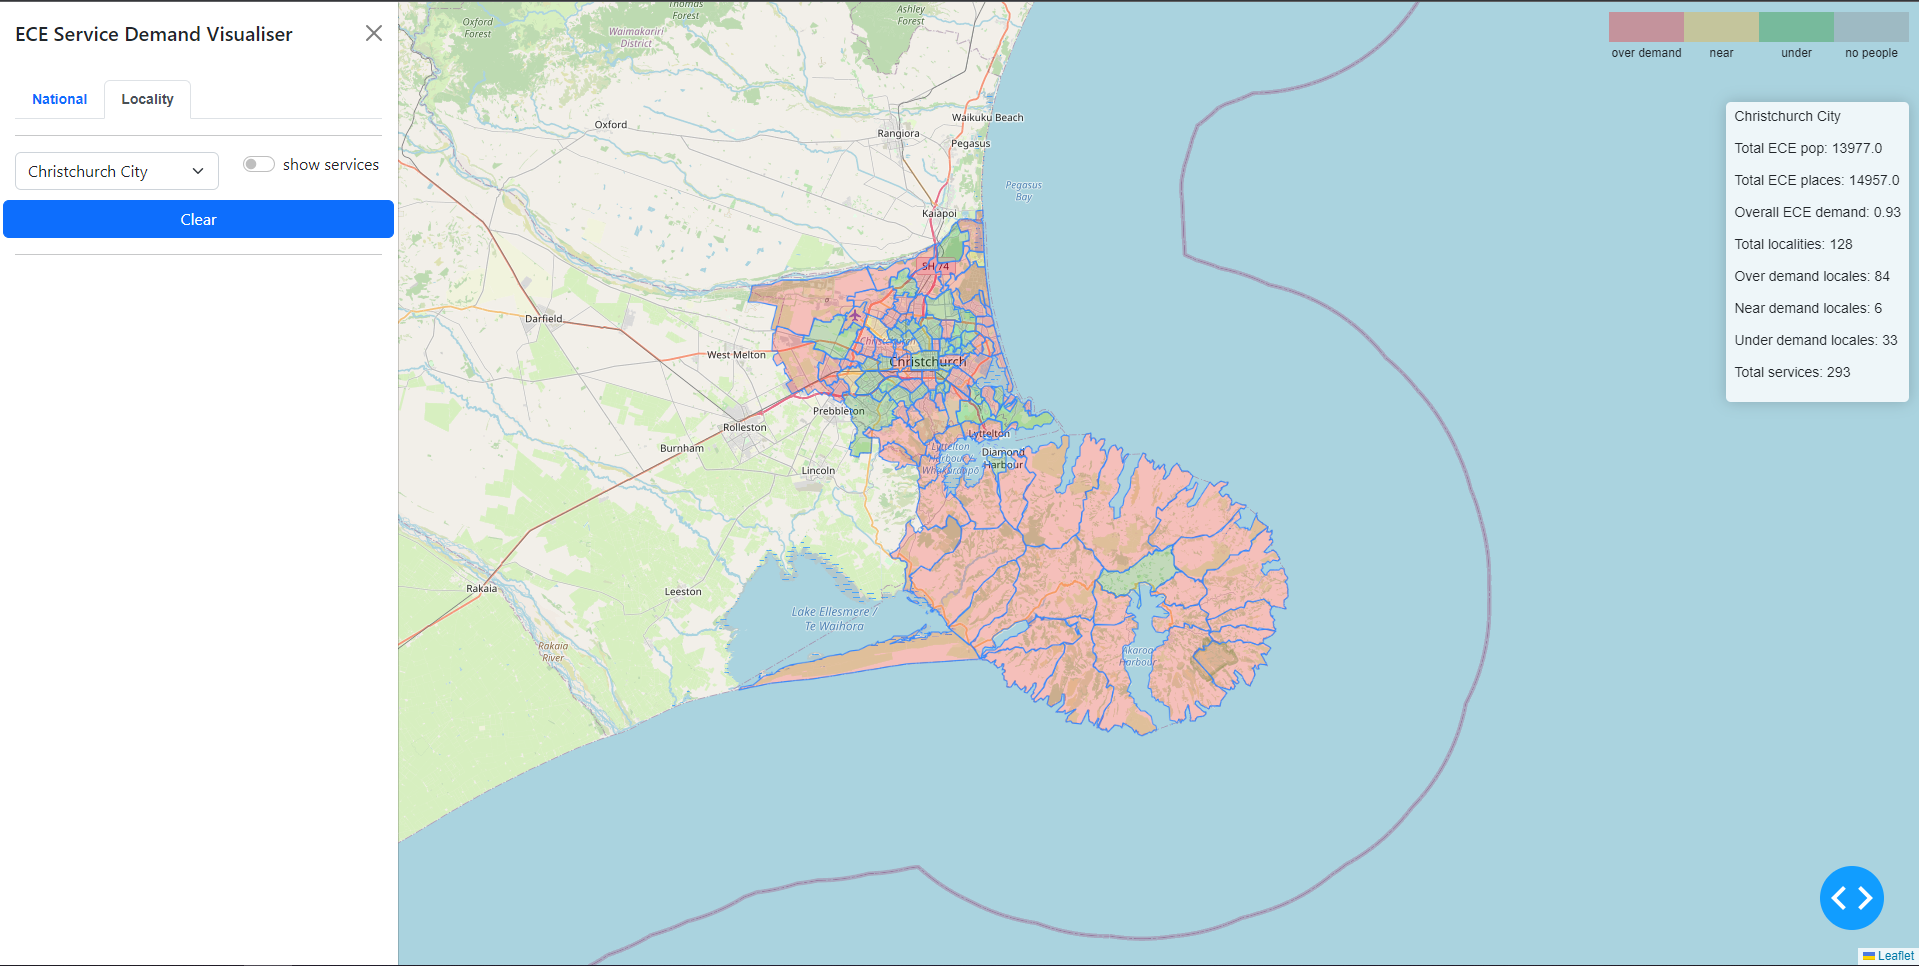 ECE Service Demand Visualiser
National
Locality
Christchurch City
show services
Clear
over demand
near
under
no people
Christchurch City
Total ECE pop: 13977.0
Total ECE places: 14957.0
Overall ECE demand: 0.93
Total localities: 128
Over demand locales: 84
Near demand locales: 6
Under demand locales: 33
Total services: 293
Oxford
Forest
Thomas
Forest
Ashley
Forest
Waimakariri
District
Oxford
Rangiora
Waikuku Beach
Pegasus
Pegasus
Bay
Kaiapoi
SH 74
Darfield
West Melton
Christchurch
Christchurch
Prebbleton
Rolleston
Burnham
Lincoln
Lyttelton
Lyttelton
Harbour /
Whakaraupō
Diamond
Harbour
Rakaia
Leeston
Lake Ellesmere /
Te Waihora
Rakaia
River
Akaroa
Harbour
Leaflet